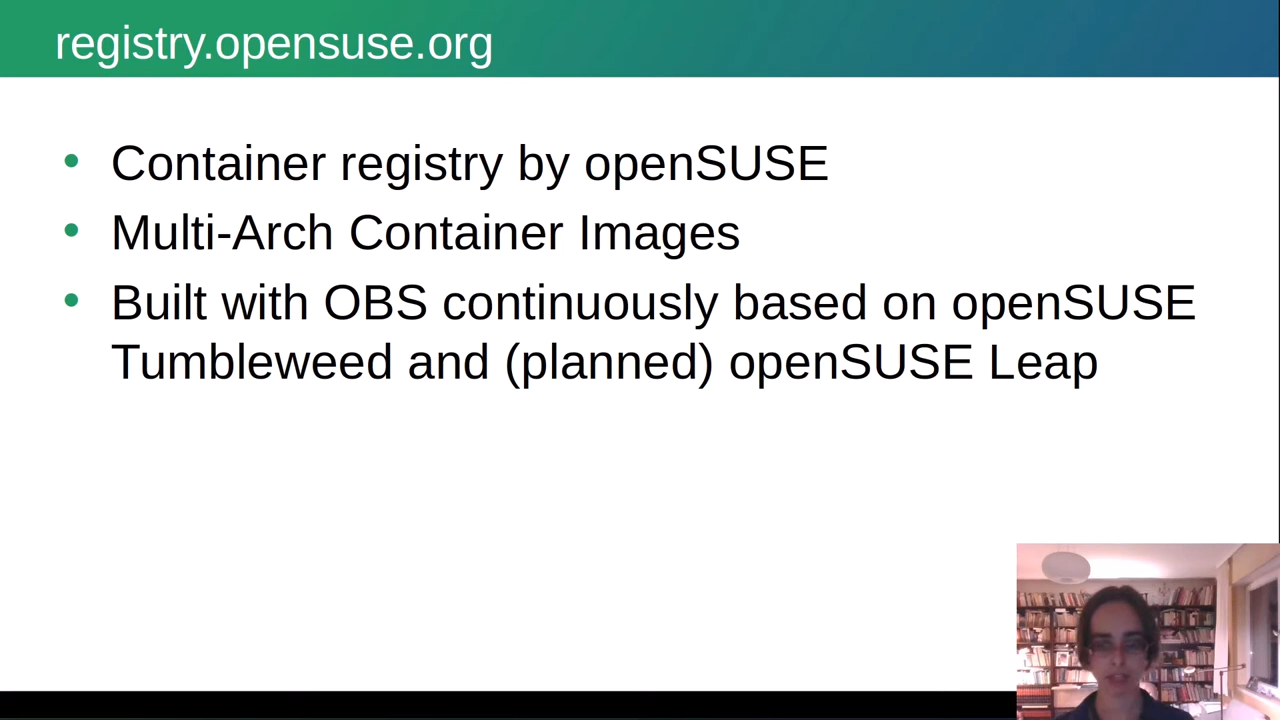 registry.opensuse.org
• Container registry by openSUSE
• Multi-Arch Container Images
• Built with OBS continuously based on openSUSE
Tumbleweed and (planned) openSUSE Leap